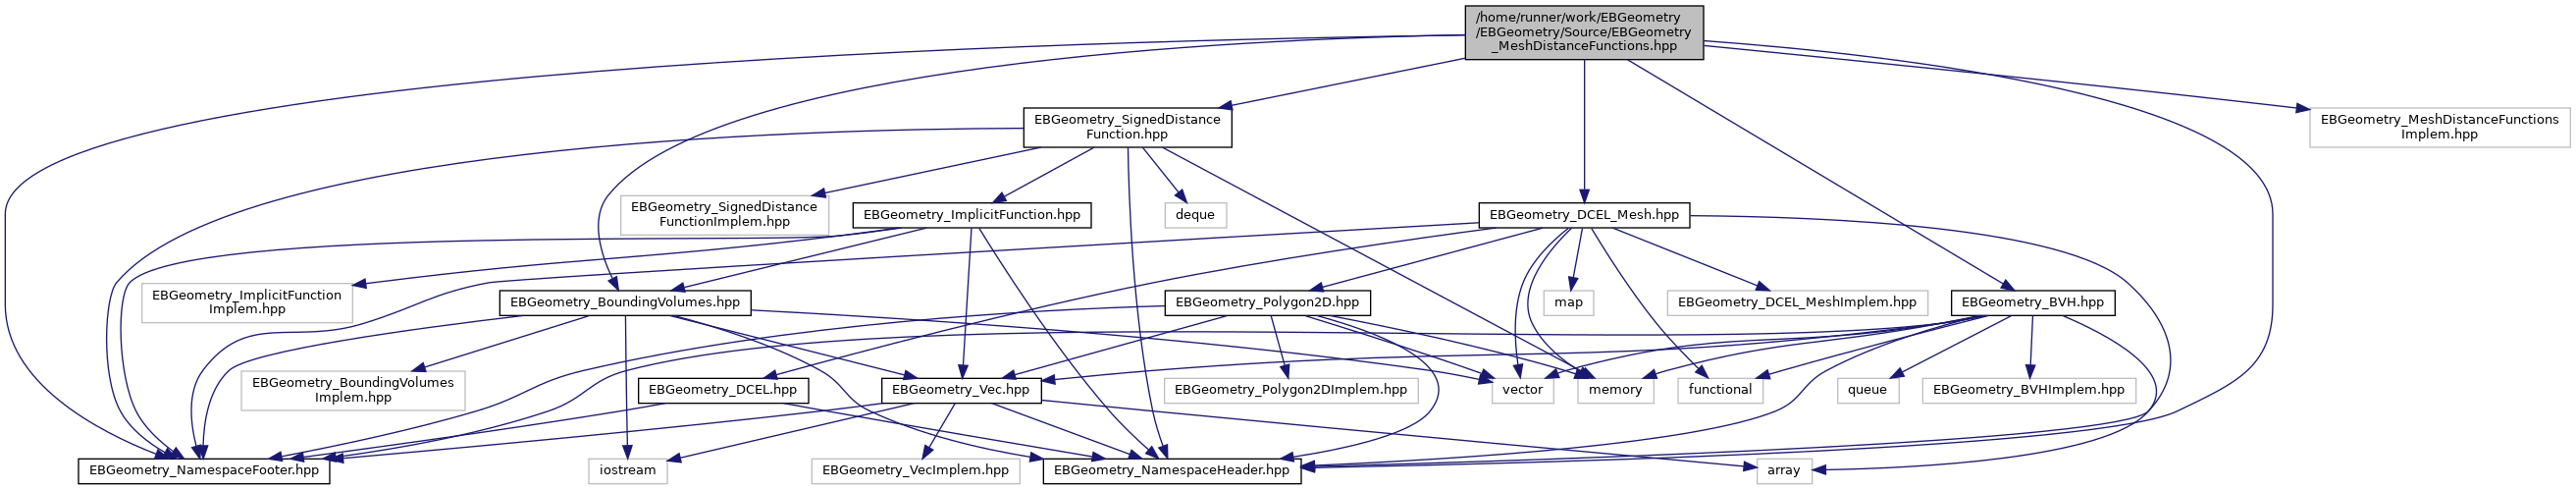 /home/runner/work/EBGeometry
/EBGeometry/Source/EBGeometry
_MeshDistanceFunctions.hpp
EBGeometry_SignedDistance
Function.hpp
EBGeometry_MeshDistanceFunctions
Implem.hpp
EBGeometry_SignedDistance
FunctionImplem.hpp
EBGeometry_ImplicitFunction.hpp
deque
EBGeometry_DCEL_Mesh.hpp
EBGeometry_ImplicitFunction
Implem.hpp
EBGeometry_BoundingVolumes.hpp
EBGeometry_Polygon2D.hpp
map
EBGeometry_DCEL_MeshImplem.hpp
EBGeometry_BVH.hpp
EBGeometry_BoundingVolumes
Implem.hpp
EBGeometry_DCEL.hpp
EBGeometry_Vec.hpp
EBGeometry_Polygon2DImplem.hpp
vector
memory
functional
queue
EBGeometry_BVHImplem.hpp
EBGeometry_NamespaceFooter.hpp
iostream
EBGeometry_VecImplem.hpp
EBGeometry_NamespaceHeader.hpp
array